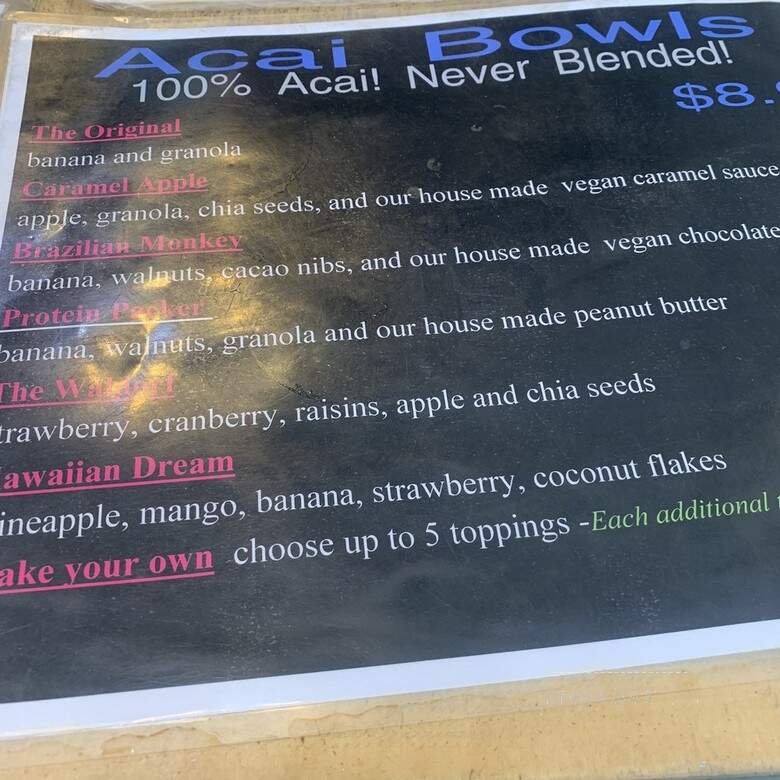 Acai Bowls
100% Acai! Never Blended!
$8.
The Original
banana and granola
Caramel Apple
apple, granola, chia seeds, and our house made vegan caramel sauce
Brazilian Monkey
banana, walnuts, cacao nibs, and our house made vegan chocolate
Protein Packer
banana, walnuts, granola and our house made peanut butter
The
trawberry, cranberry, raisins, apple and chia seeds
awaiian Dream
ineapple, mango, banana, strawberry, coconut flakes
ake your own choose up to 5 toppings -Each additional